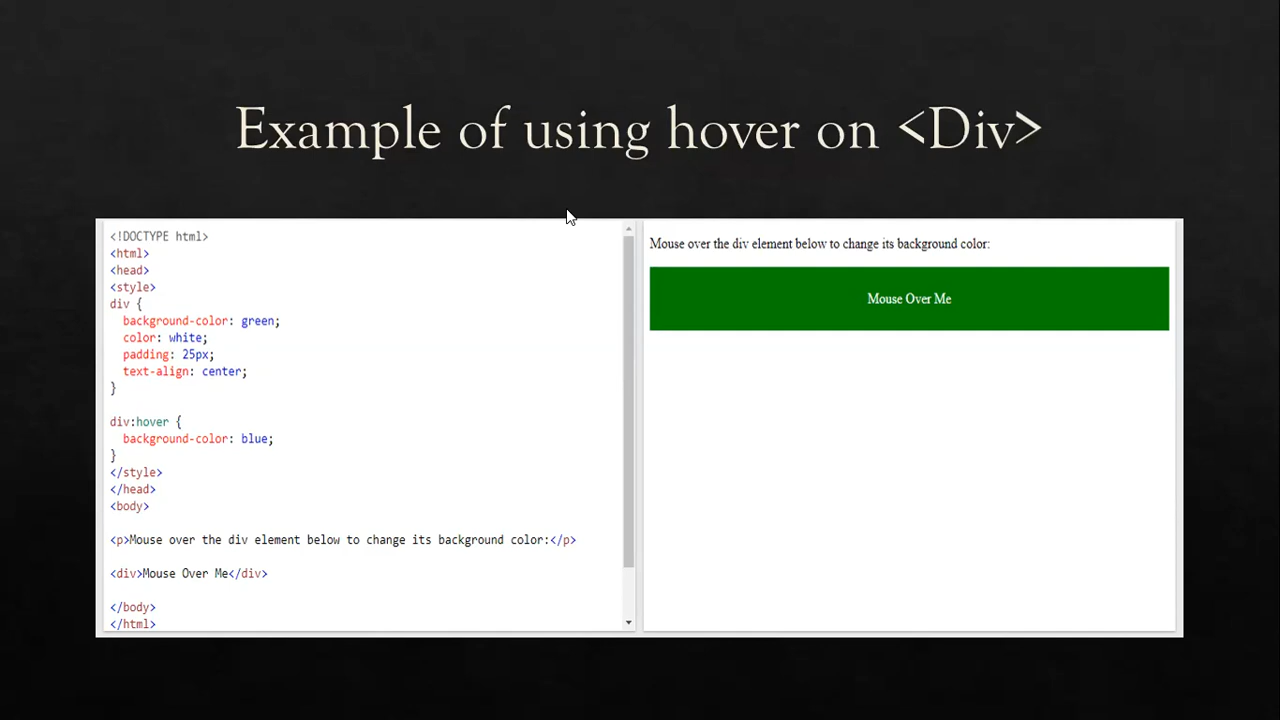 Example of using hover on <Div>
<!DOCTYPE html>
<html>
<head>
<style>
div {
  background-color: green;
  color: white;
  padding: 25px;
  text-align: center;
}
div:hover {
  background-color: blue;
}
</style>
</head>
<body>
<p>Mouse over the div element below to change its background color:</p>
<div>Mouse Over Me</div>
</body>
</html>
Mouse over the div element below to change its background color:
Mouse Over Me